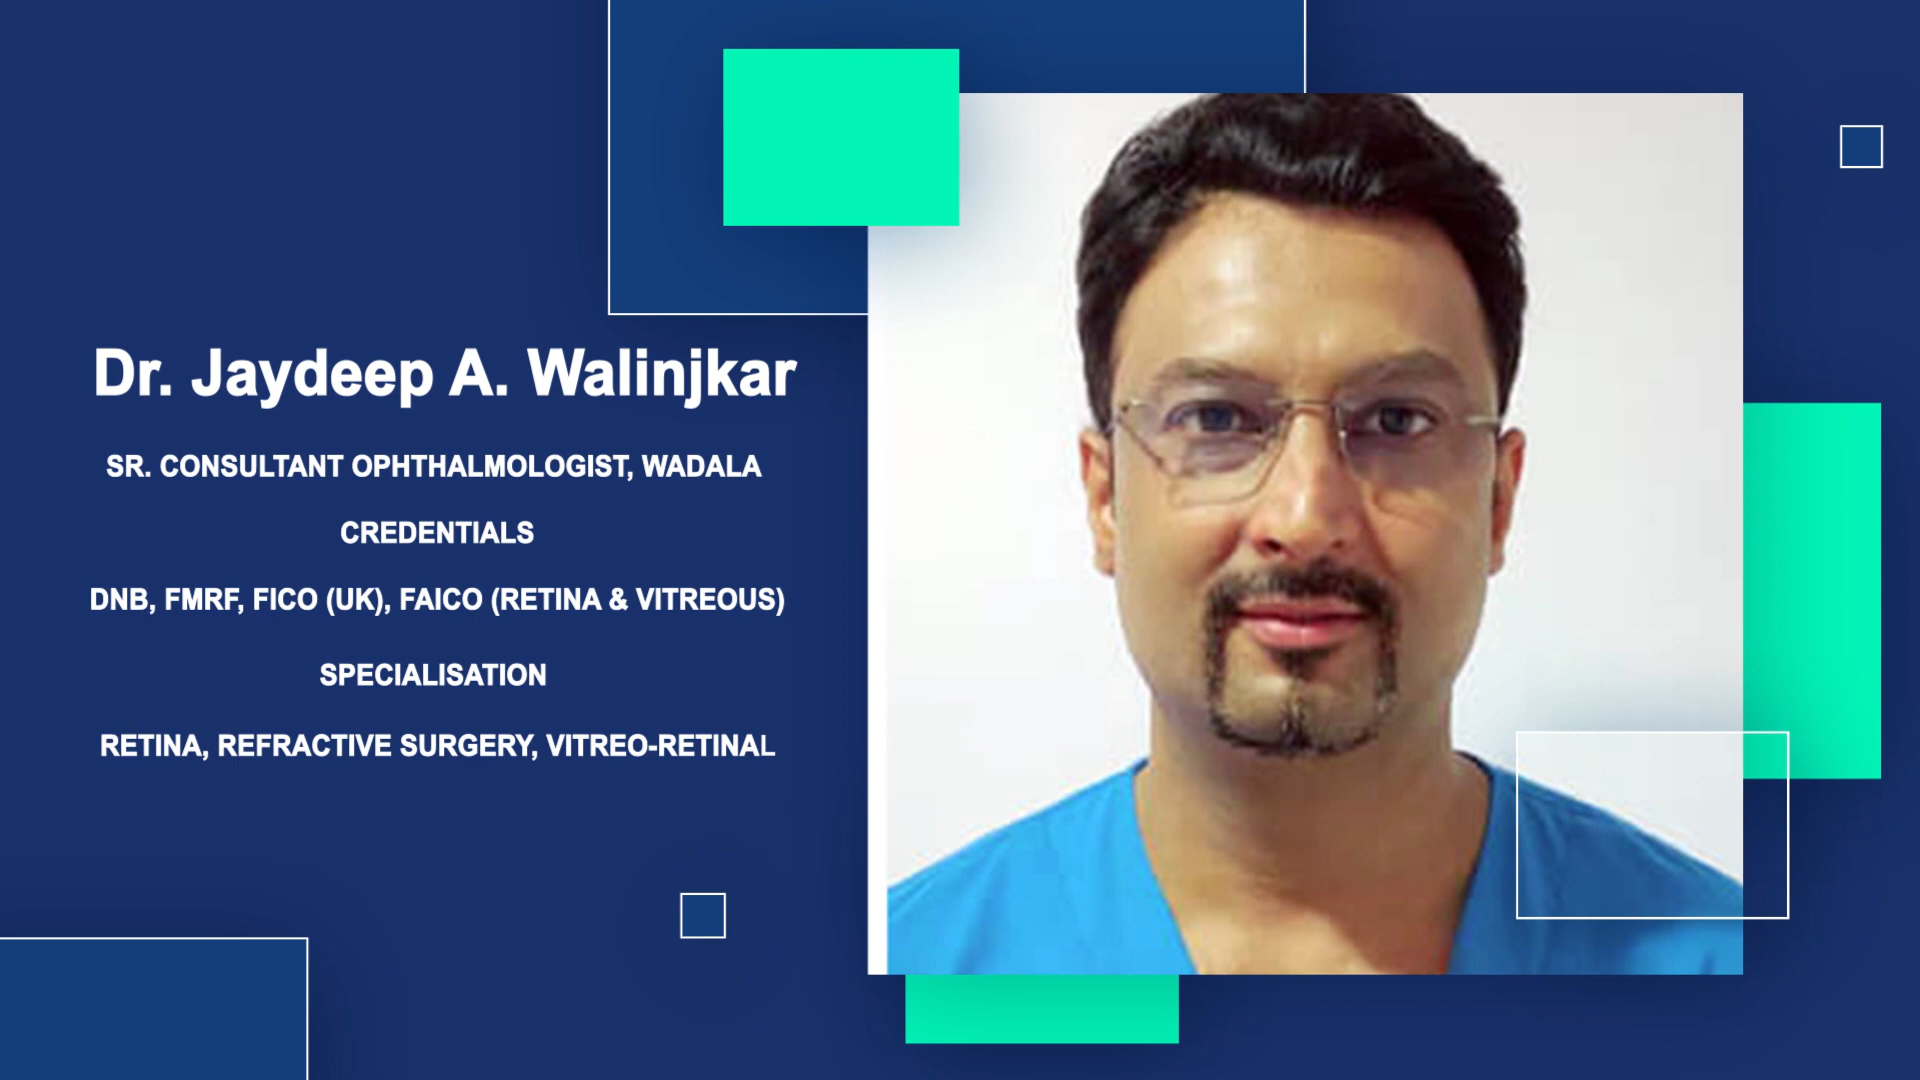 Dr. Jaydeep A. Walinjkar
SR. CONSULTANT OPHTHALMOLOGIST, WADALA
CREDENTIALS
DNB, FMRF, FICO (UK), FAICO (RETINA & VITREOUS)
SPECIALISATION
RETINA, REFRACTIVE SURGERY, VITREO-RETINAL